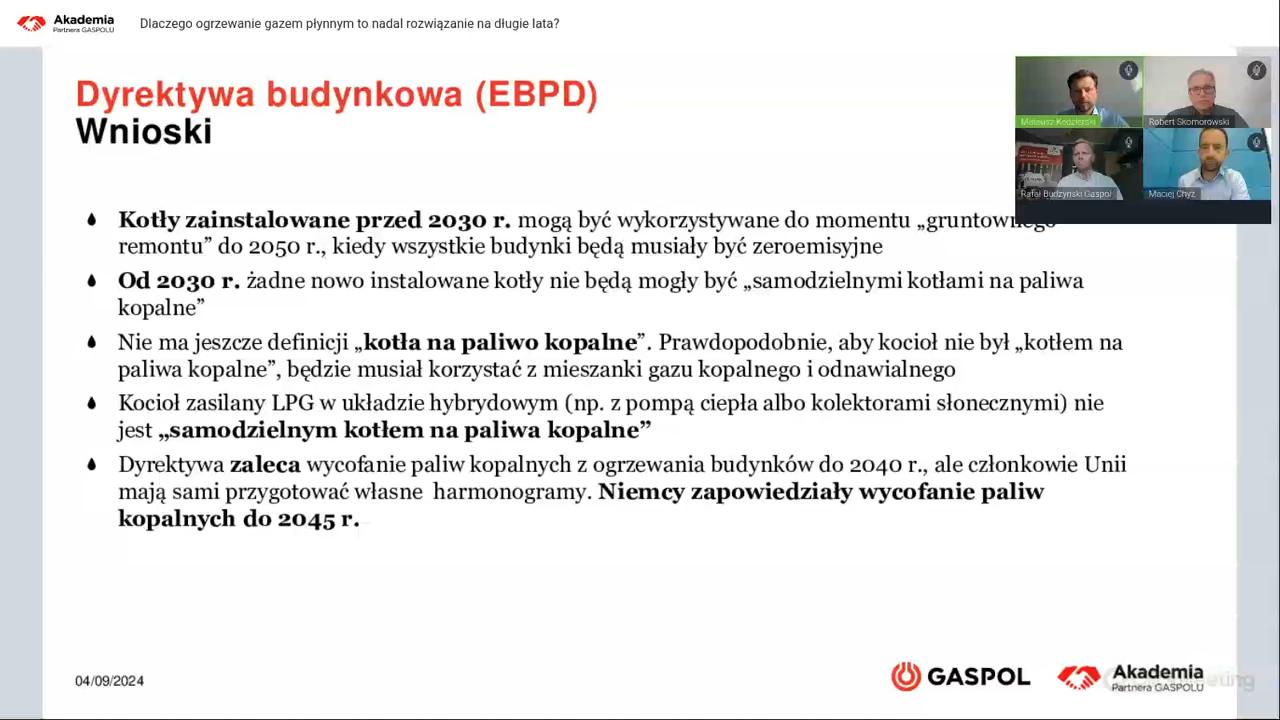 Akademia
Partnera GASPOLU
Dlaczego ogrzewanie gazem płynnym to nadal rozwiązanie na długie lata?
Dyrektywa budynkowa (EBPD)
Wnioski
Mateusz Kędzierski
Robert Skomorowski
Rafał Budzyński Gaspol
Maciej Chyz
Kotły zainstalowane przed 2030 r. mogą być wykorzystywane do momentu „gruntownego
remontu” do 2050 r., kiedy wszystkie budynki będą musiały być zeroemisyjne
Od 2030 r. żadne nowo instalowane kotły nie będą mogły być „samodzielnymi kotłami na paliwa
kopalne”
Nie ma jeszcze definicji „kotła na paliwo kopalne”. Prawdopodobnie, aby kocioł nie był „kotłem na
paliwa kopalne”, będzie musiał korzystać z mieszanki gazu kopalnego i odnawialnego
Kocioł zasilany LPG w układzie hybrydowym (np. z pompą ciepła albo kolektorami słonecznymi) nie
jest „samodzielnym kotłem na paliwa kopalne”
Dyrektywa zaleca wycofanie paliw kopalnych z ogrzewania budynków do 2040 r., ale członkowie Unii
mają sami przygotować własne harmonogramy. Niemcy zapowiedziały wycofanie paliw
kopalnych do 2045 r.
04/09/2024
GASPOL
Akademia
Partnera GASPOLU